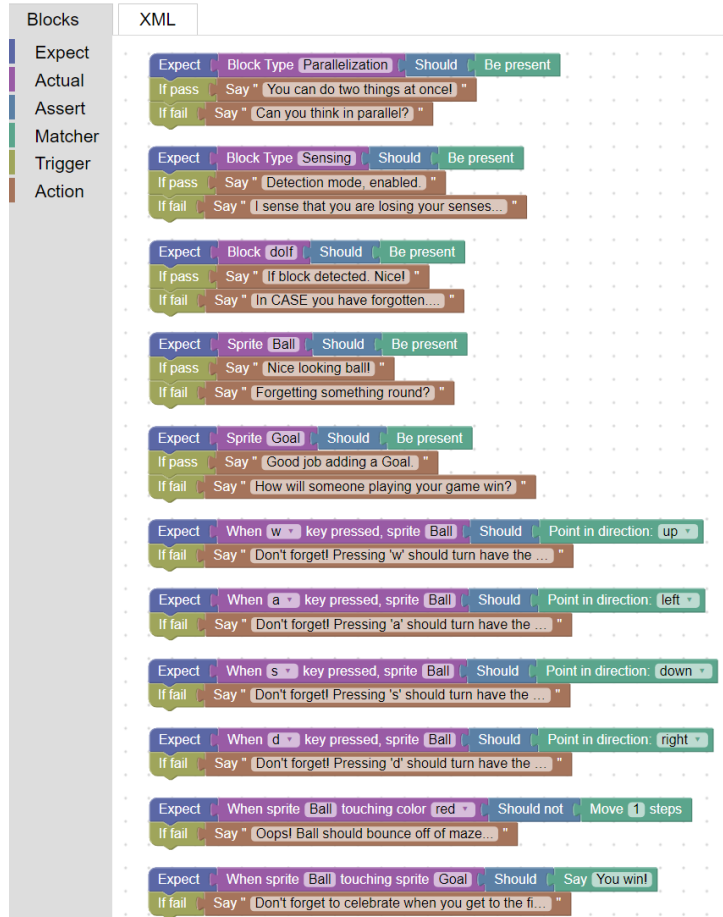 Blocks
XML
Expect
Actual
Assert
Matcher
Trigger
Action
Expect Block Type Parallelization Should Be present
If pass Say " You can do two things at once! "
If fail Say " Can you think in parallel? "
Expect Block Type Sensing Should Be present
If pass Say " Detection mode, enabled. "
If fail Say " I sense that you are losing your senses... "
Expect Block doIf Should Be present
If pass Say " If block detected. Nice! "
If fail Say " In CASE you have forgotten.... "
Expect Sprite Ball Should Be present
If pass Say " Nice looking ball! "
If fail Say " Forgetting something round? "
Expect Sprite Goal Should Be present
If pass Say " Good job adding a Goal. "
If fail Say " How will someone playing your game win? "
Expect When w key pressed, sprite Ball Should Point in direction: up
If fail Say " Don't forget! Pressing 'w' should turn have the ... "
Expect When a key pressed, sprite Ball Should Point in direction: left
If fail Say " Don't forget! Pressing 'a' should turn have the ... "
Expect When s key pressed, sprite Ball Should Point in direction: down
If fail Say " Don't forget! Pressing 's' should turn have the ... "
Expect When d key pressed, sprite Ball Should Point in direction: right
If fail Say " Don't forget! Pressing 'd' should turn have the ... "
Expect When sprite Ball touching color red Should not Move 1 steps
If fail Say " Oops! Ball should bounce off of maze... "
Expect When sprite Ball touching sprite Goal Should Say You win!
If fail Say " Don't forget to celebrate when you get to the fi... "